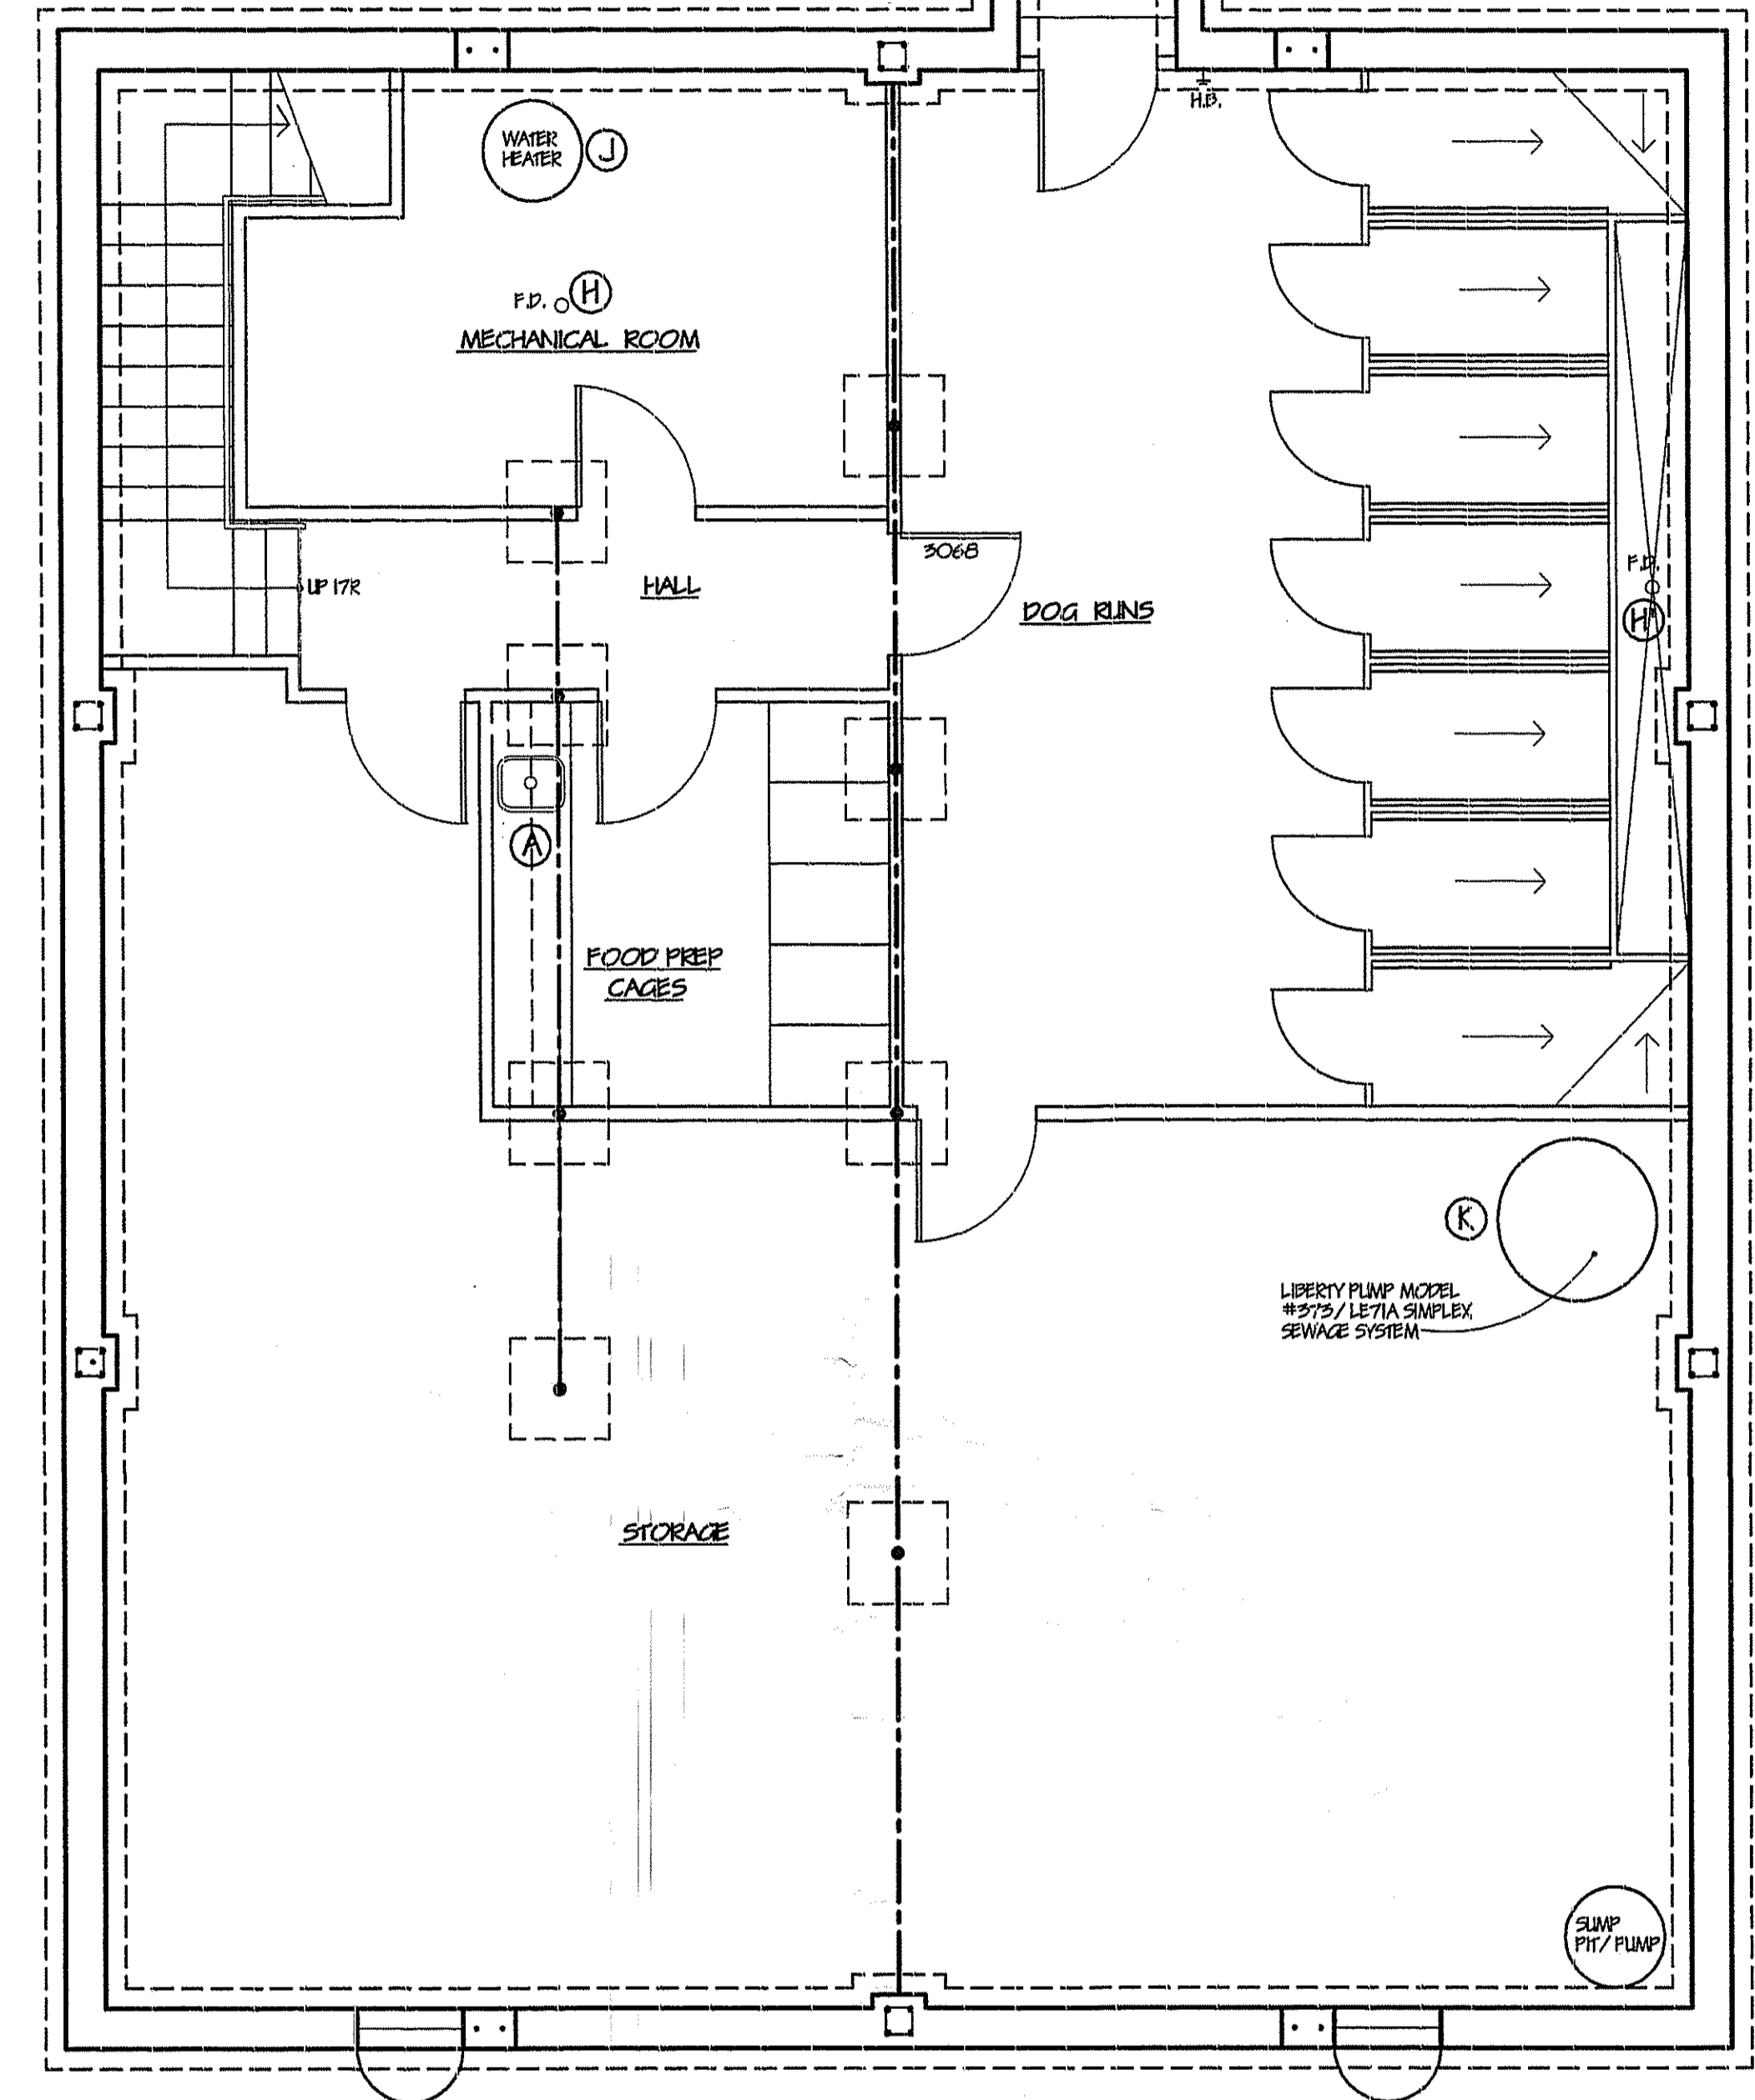 H.B.
WATER
HEATER
J
F.D.
H
MECHANICAL ROOM
3068
UP 17R
HALL
DOG RUNS
F.D.
H
A
FOOD PREP
CAGES
K
LIBERTY PUMP MODEL
#373/LE71A SIMPLEX
SEWAGE SYSTEM
STORAGE
SUMP
PIT/PUMP